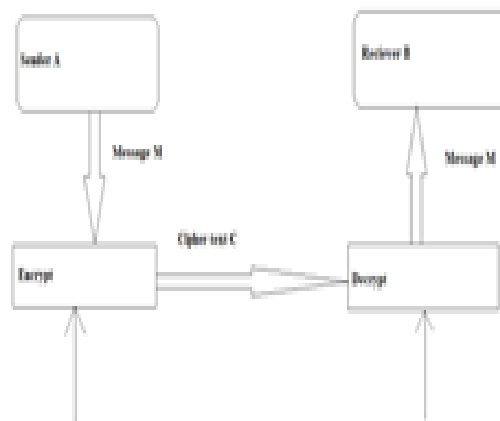 Sender A
Reciever B
Message M
Message M
Cipher text C
Encrypt
Decrypt